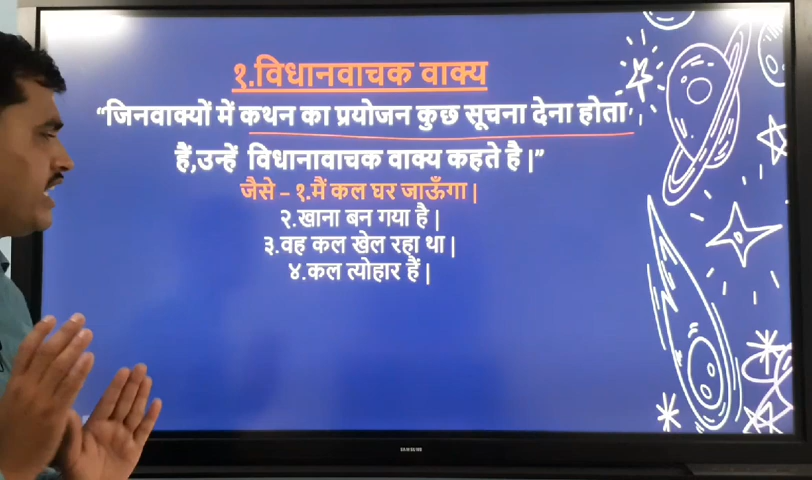 १.विधानवाचक वाक्य
“जिनवाक्यों में कथन का प्रयोजन कुछ सूचना देना होता
हैं,उन्हें विधानावाचक वाक्य कहते है |”
जैसे – १.मैं कल घर जाऊँगा |
२.खाना बन गया है |
३.वह कल खेल रहा था |
४.कल त्योहार हैं |
SAMSUNG